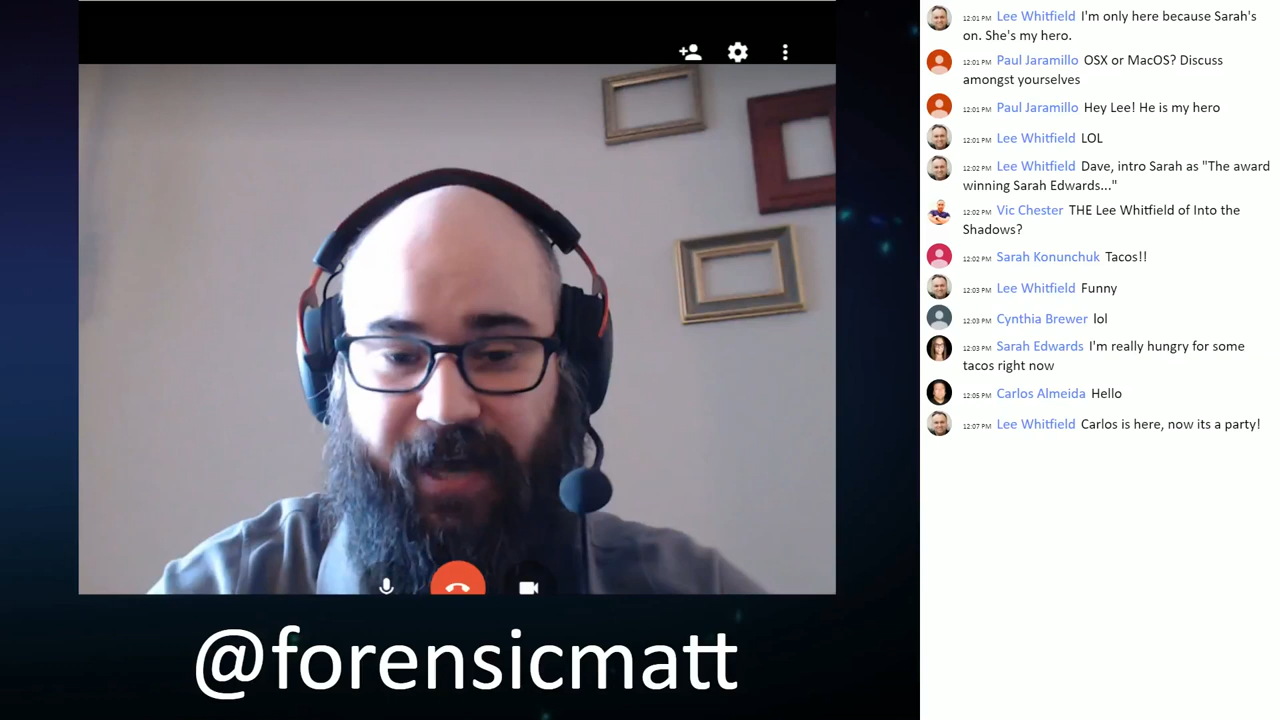 12:01 PM Lee Whitfield I'm only here because Sarah's
on. She's my hero.
12:01 PM Paul Jaramillo OSX or MacOS? Discuss
amongst yourselves
12:01 PM Paul Jaramillo Hey Lee! He is my hero
12:01 PM Lee Whitfield LOL
12:02 PM Lee Whitfield Dave, intro Sarah as "The award
winning Sarah Edwards..."
12:02 PM Vic Chester THE Lee Whitfield of Into the
Shadows?
12:02 PM Sarah Konunchuk Tacos!!
12:03 PM Lee Whitfield Funny
12:03 PM Cynthia Brewer lol
12:03 PM Sarah Edwards I'm really hungry for some
tacos right now
12:05 PM Carlos Almeida Hello
12:07 PM Lee Whitfield Carlos is here, now its a party!
@forensicmatt